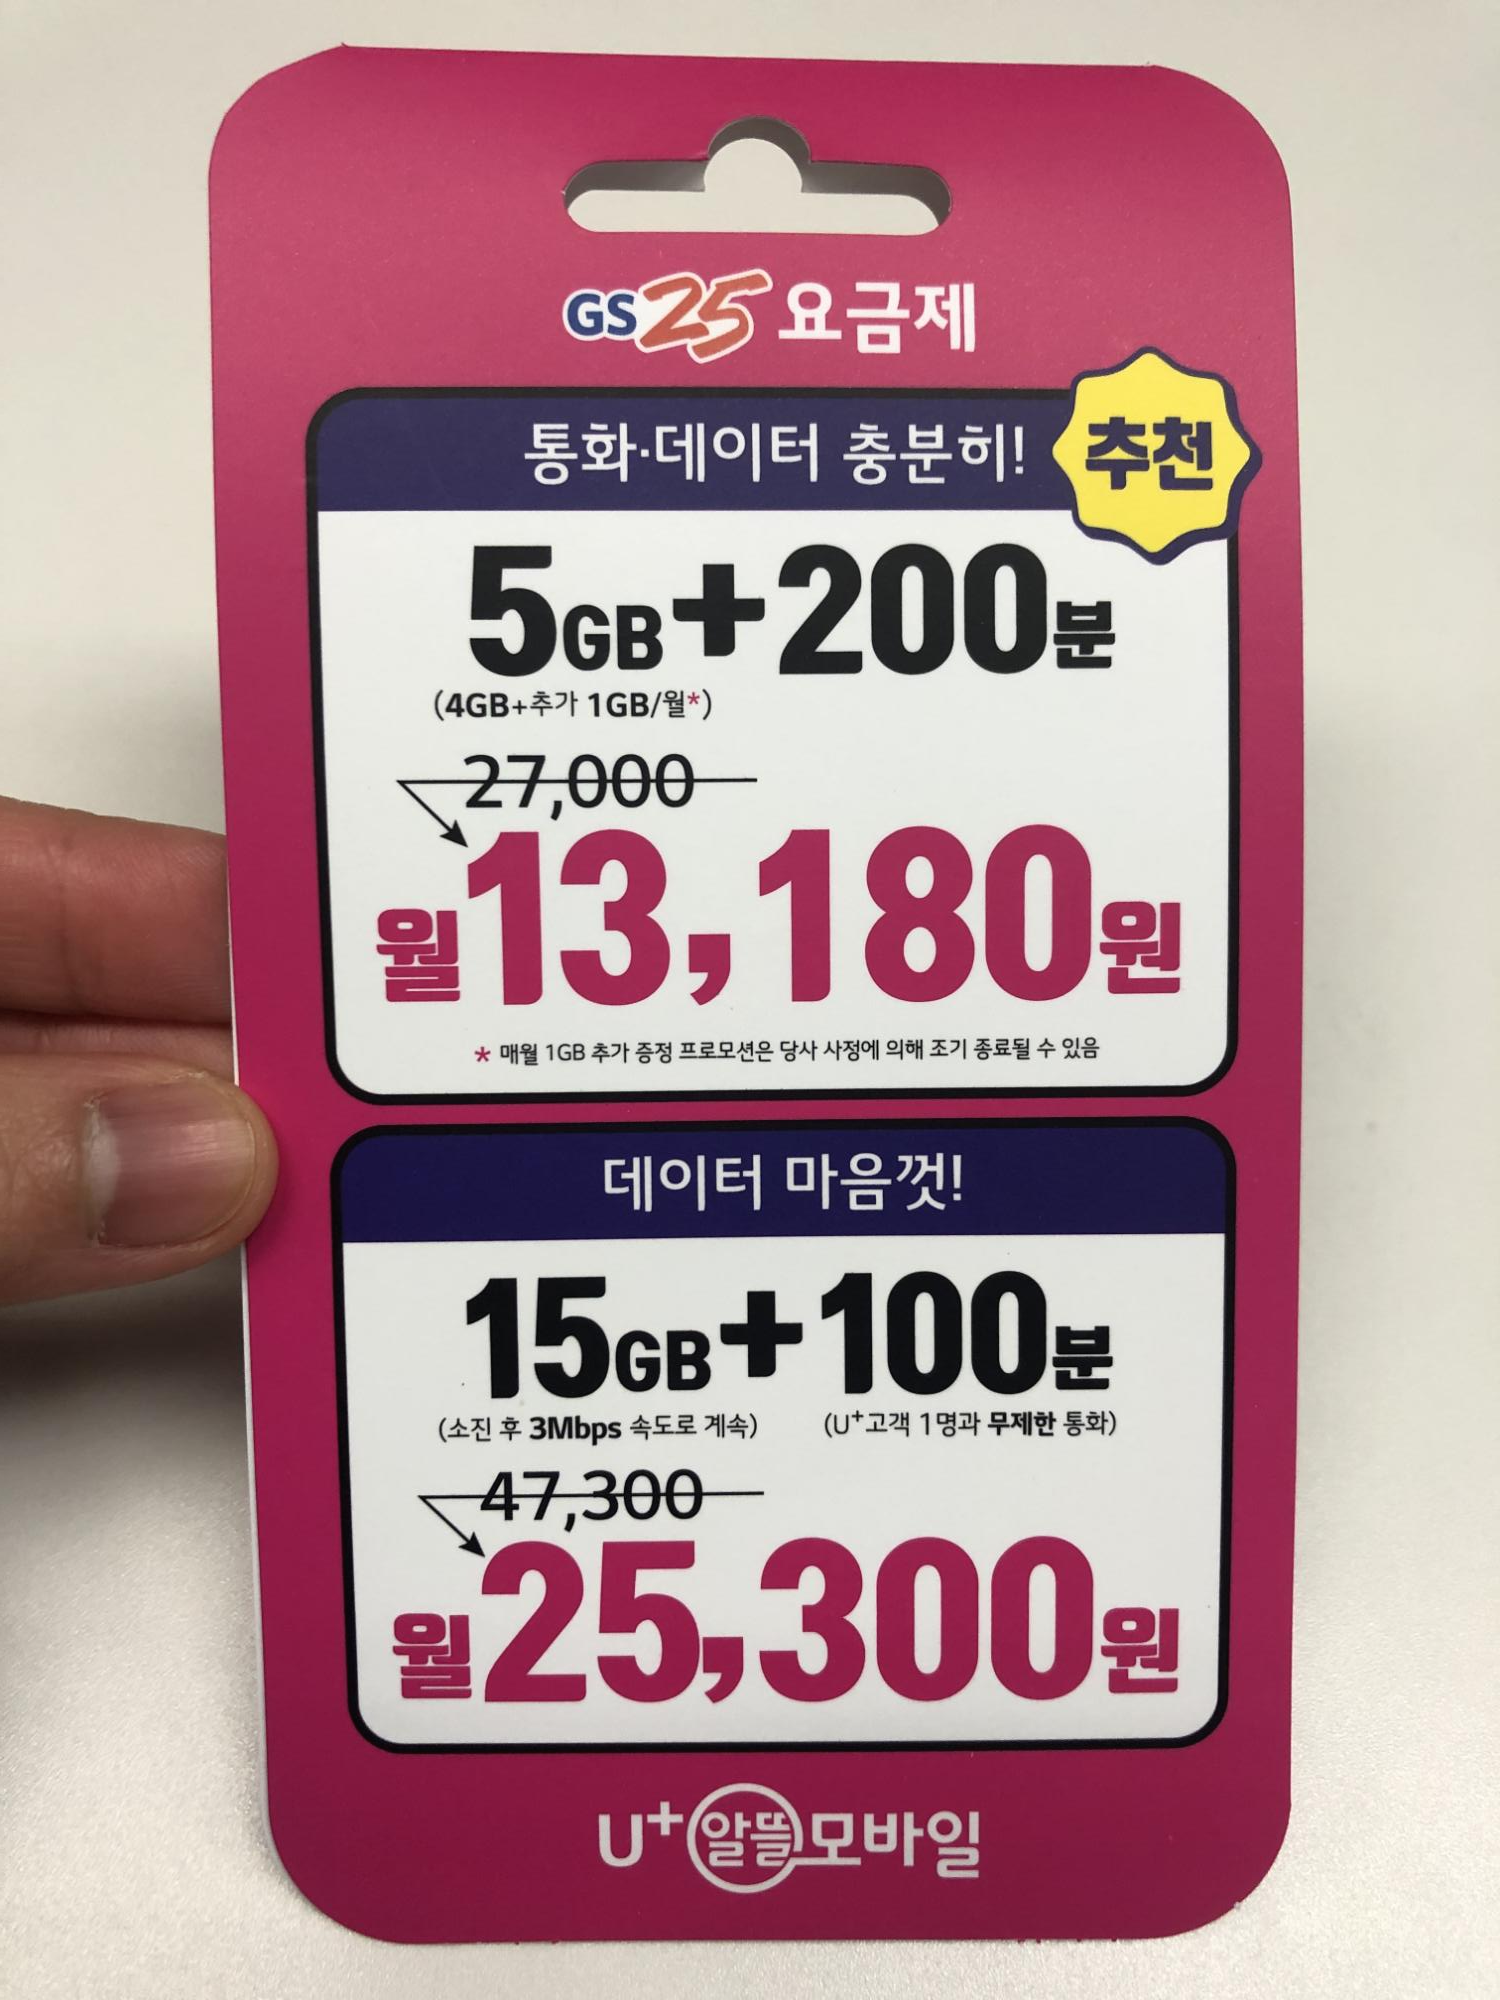 GS25 요금제
통화·데이터 충분히!
추천
5GB+200분
(4GB+추가 1GB/월*)
27,000
월13,180원
* 매월 1GB 추가 증정 프로모션은 당사 사정에 의해 조기 종료될 수 있음
데이터 마음껏!
15GB+100분
(소진 후 3Mbps 속도로 계속) (U+고객 1명과 무제한 통화)
47,300
월25,300원
U+알뜰모바일